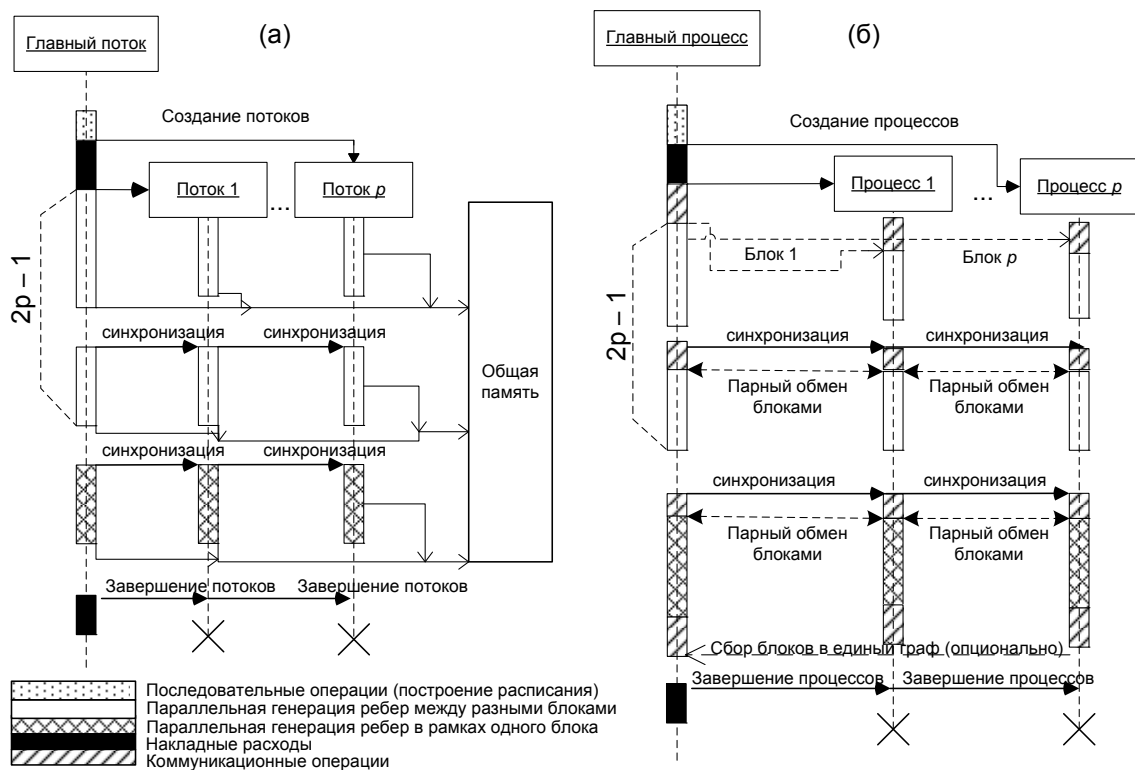 Главный поток
(а)
Создание потоков
Поток 1
...
Поток p
2p – 1
синхронизация
синхронизация
Общая
память
синхронизация
синхронизация
Завершение потоков
Завершение потоков
Главный процесс
(б)
Создание процессов
Процесс 1
...
Процесс p
Блок 1
Блок p
2p – 1
синхронизация
синхронизация
Парный обмен
блоками
Парный обмен
блоками
синхронизация
синхронизация
Парный обмен
блоками
Парный обмен
блоками
Сбор блоков в единый граф (опционально)
Завершение процессов
Завершение процессов
Последовательные операции (построение расписания)
Параллельная генерация ребер между разными блоками
Параллельная генерация ребер в рамках одного блока
Накладные расходы
Коммуникационные операции